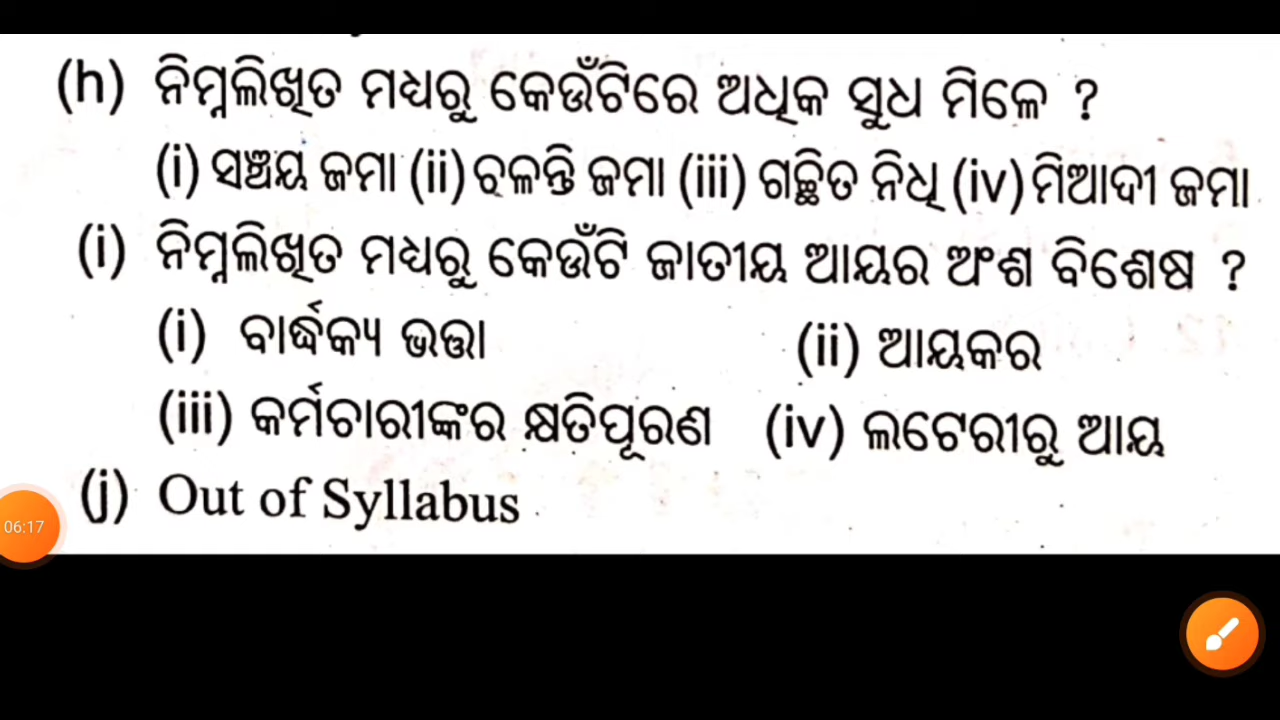 (h) ନିମ୍ନଲିଖିତ ମଧ୍ୟରୁ କେଉଁଟିରେ ଅଧିକ ସୁଧ ମିଳେ ?
(i) ସଞ୍ଚୟ ଜମା (ii) ଚଳନ୍ତି ଜମା (iii) ଗଚ୍ଛିତ ନିଧି (iv) ମିଆଦୀ ଜମା
(i) ନିମ୍ନଲିଖିତ ମଧ୍ୟରୁ କେଉଁଟି ଜାତୀୟ ଆୟର ଅଂଶ ବିଶେଷ ?
(i) ବାର୍ଦ୍ଧକ୍ୟ ଭତ୍ତା (ii) ଆୟକର
(iii) କର୍ମଚାରୀଙ୍କର କ୍ଷତିପୂରଣ (iv) ଲଟେରୀରୁ ଆୟ
(j) Out of Syllabus
06:17